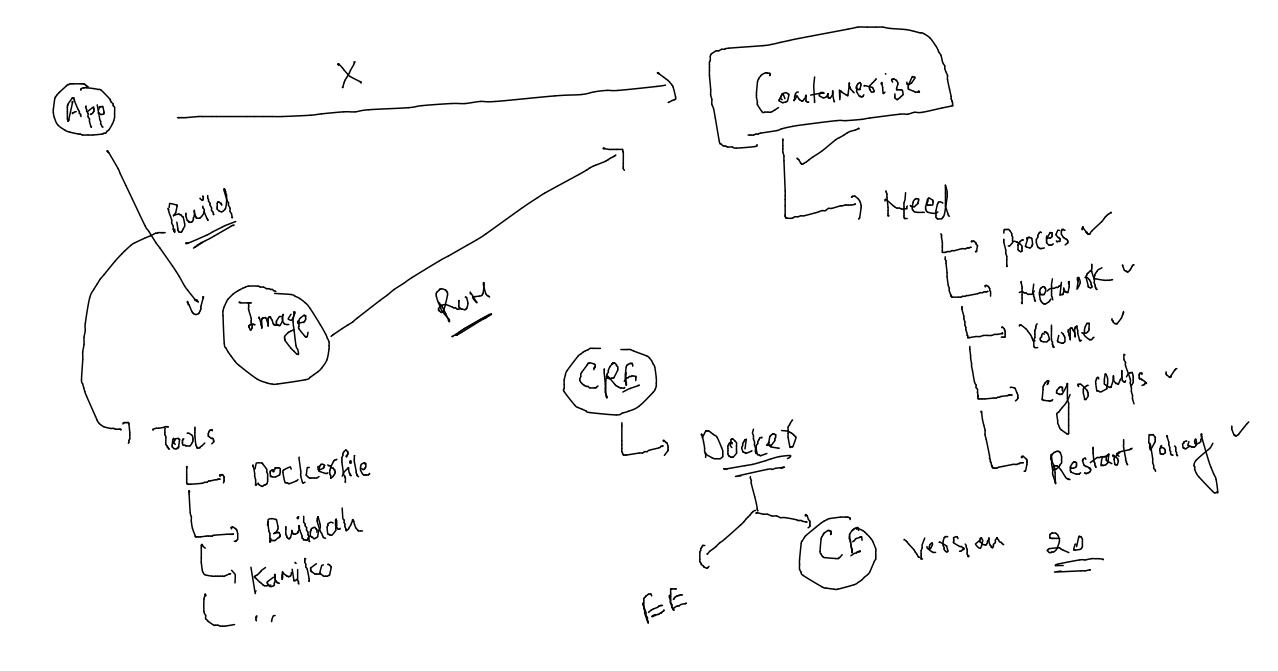 X
App
Containerize
Build
Need
Process
Network
Volume
Cgroups
Restart Policy
Image
Run
CRE
Docker
CE Version 20
EE
Tools
Dockerfile
Buildah
Kaniko
..